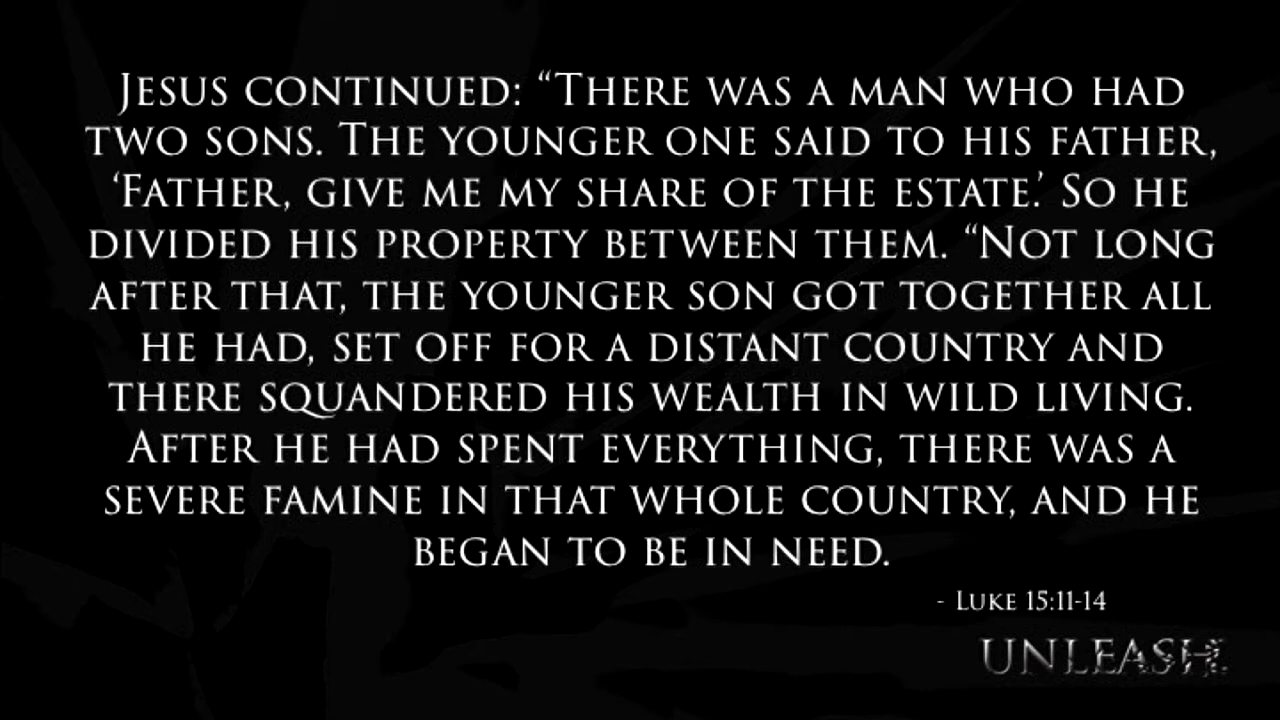 Jesus continued: “There was a man who had
two sons. The younger one said to his father,
‘Father, give me my share of the estate.’ So he
divided his property between them. “Not long
after that, the younger son got together all
he had, set off for a distant country and
there squandered his wealth in wild living.
After he had spent everything, there was a
severe famine in that whole country, and he
began to be in need.
- Luke 15:11-14
UNLEASH.